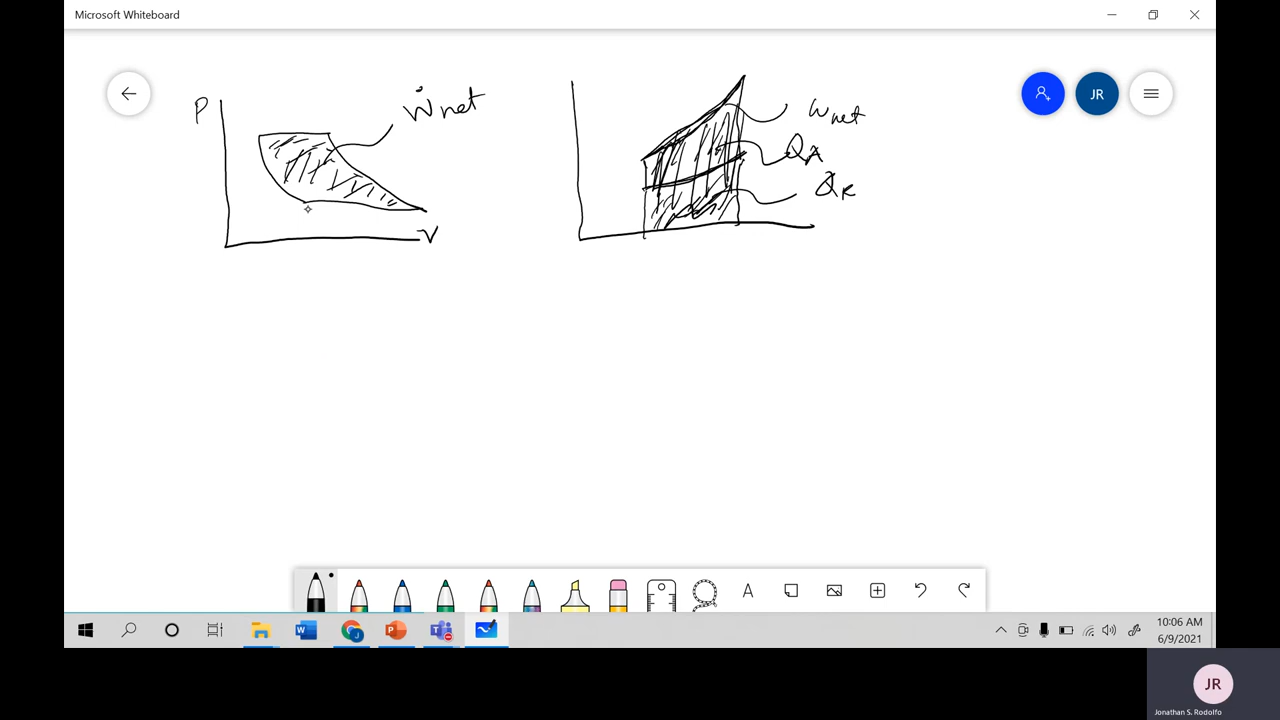 Microsoft Whiteboard
P
Ẇnet
V
Wnet
QA
QR
JR
A
10:06 AM
6/9/2021
JR
Jonathan S. Rodolfo